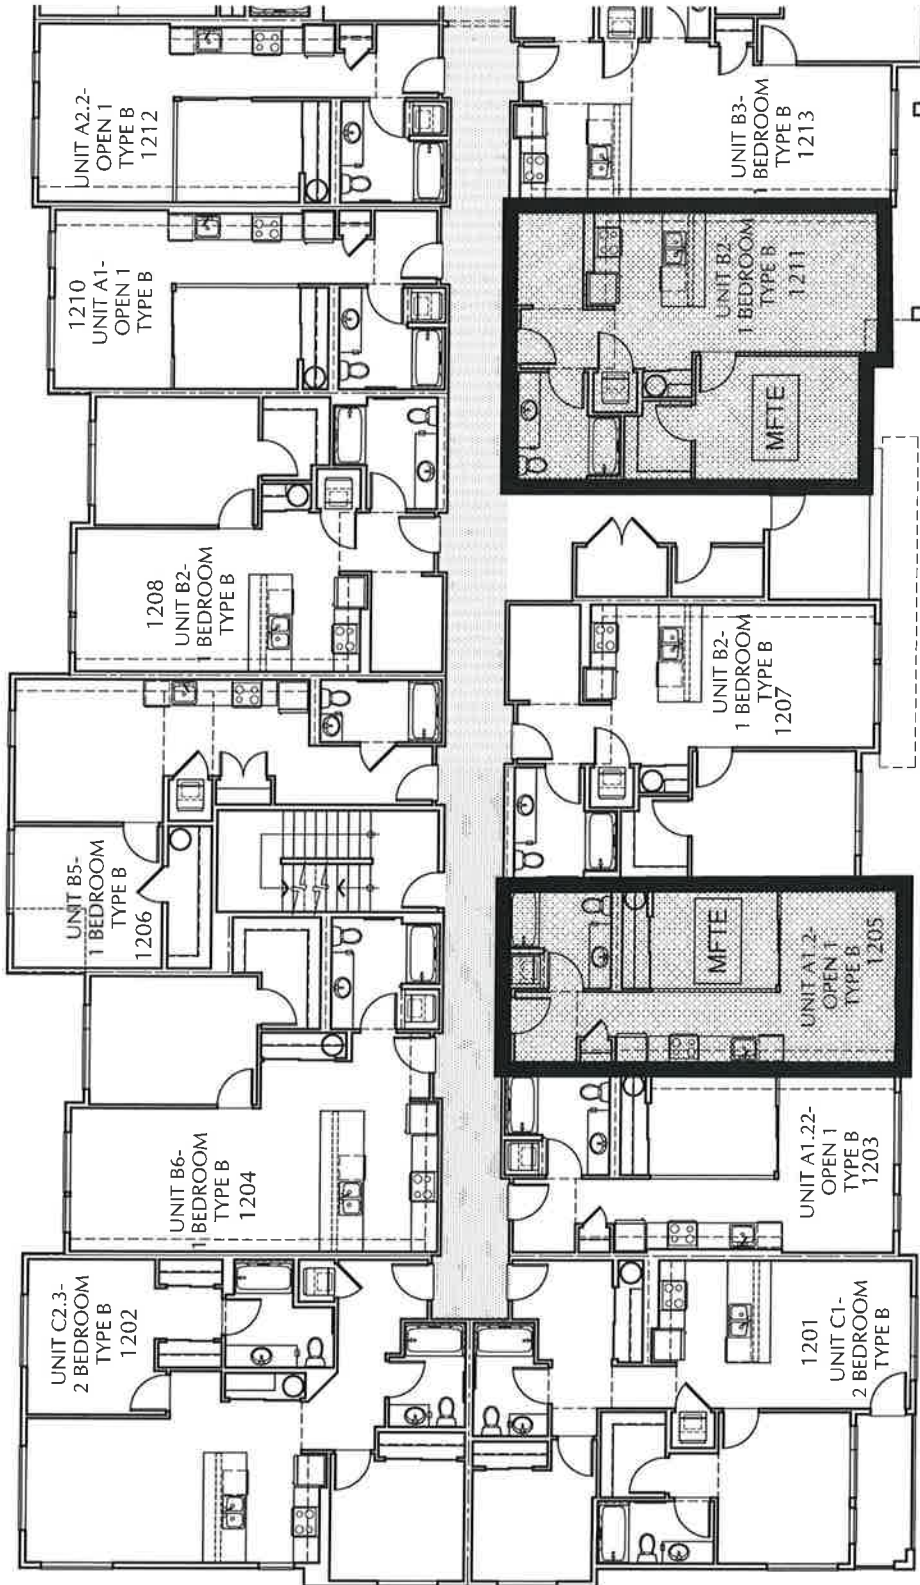 UNIT A2.2-
OPEN 1
TYPE B
1212
UNIT B3-
1 BEDROOM
TYPE B
1213
1210
UNIT A1-
OPEN 1
TYPE B
UNIT B2-
1 BEDROOM
TYPE B
1211
MFTE
1208
UNIT B2-
1 BEDROOM
TYPE B
UNIT B2-
1 BEDROOM
TYPE B
1207
UNIT B5-
1 BEDROOM
TYPE B
1206
MFTE
UNIT A1.2-
OPEN 1
TYPE B
1205
UNIT B6-
1 BEDROOM
TYPE B
1204
UNIT A1.22-
OPEN 1
TYPE B
1203
UNIT C2.3-
2 BEDROOM
TYPE B
1202
1201
UNIT C1-
2 BEDROOM
TYPE B